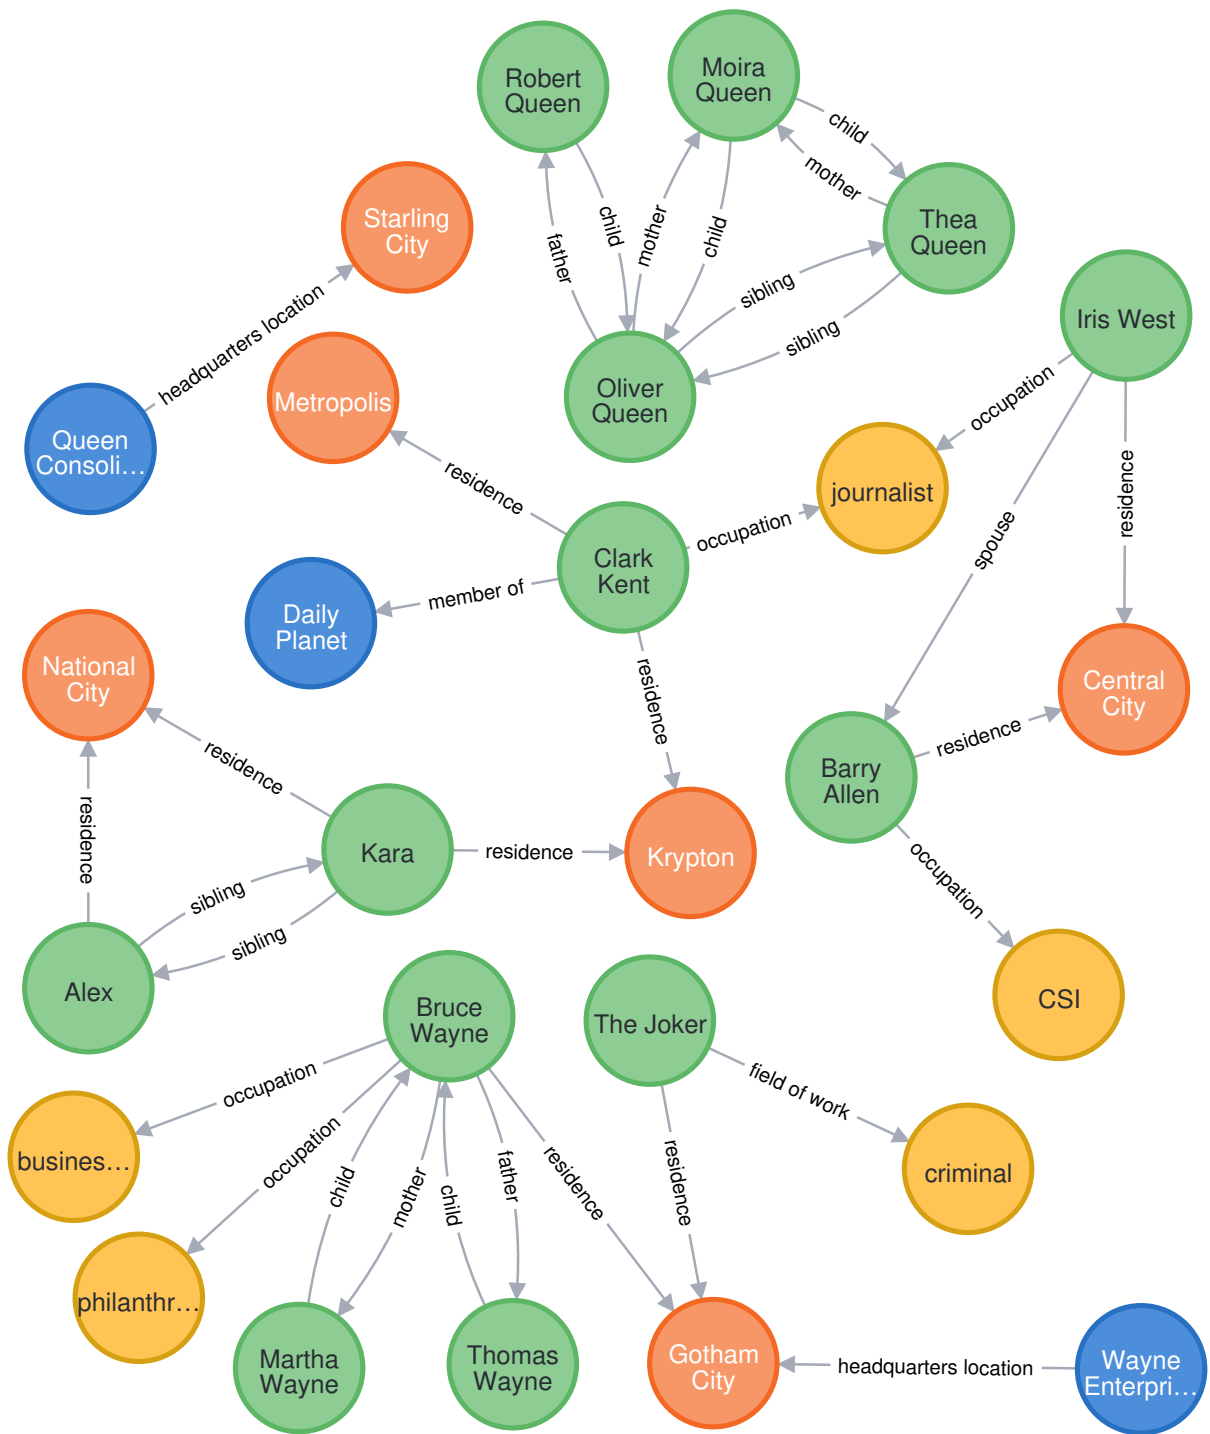 Robert
Queen
Moira
Queen
child
mother
Thea
Queen
child
mother
child
father
sibling
sibling
Starling
City
headquarters location
Iris West
Metropolis
Oliver
Queen
occupation
Queen
Consoli…
residence
journalist
residence
occupation
spouse
Clark
Kent
member of
Daily
Planet
National
City
residence
Central
City
residence
residence
Barry
Allen
residence
Kara
residence
Krypton
occupation
sibling
sibling
Alex
CSI
Bruce
Wayne
The Joker
occupation
field of work
busines…
occupation
child
mother
child
father
residence
residence
criminal
philanthr…
Martha
Wayne
Thomas
Wayne
Gotham
City
headquarters location
Wayne
Enterpri…